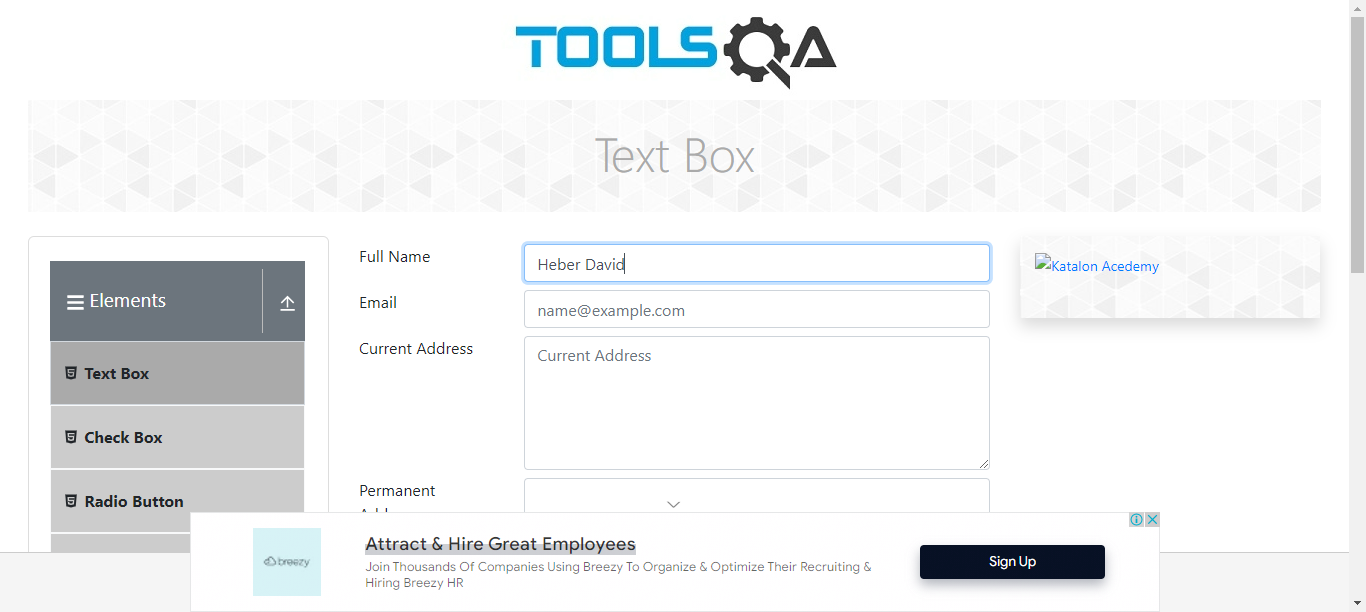 TOOLSQA
Text Box
Elements
Text Box
Check Box
Radio Button
Full Name
Heber David
Email
name@example.com
Current Address
Current Address
Permanent
Katalon Acedemy
breezy
Attract & Hire Great Employees
Join Thousands Of Companies Using Breezy To Organize & Optimize Their Recruiting &
Hiring Breezy HR
Sign Up